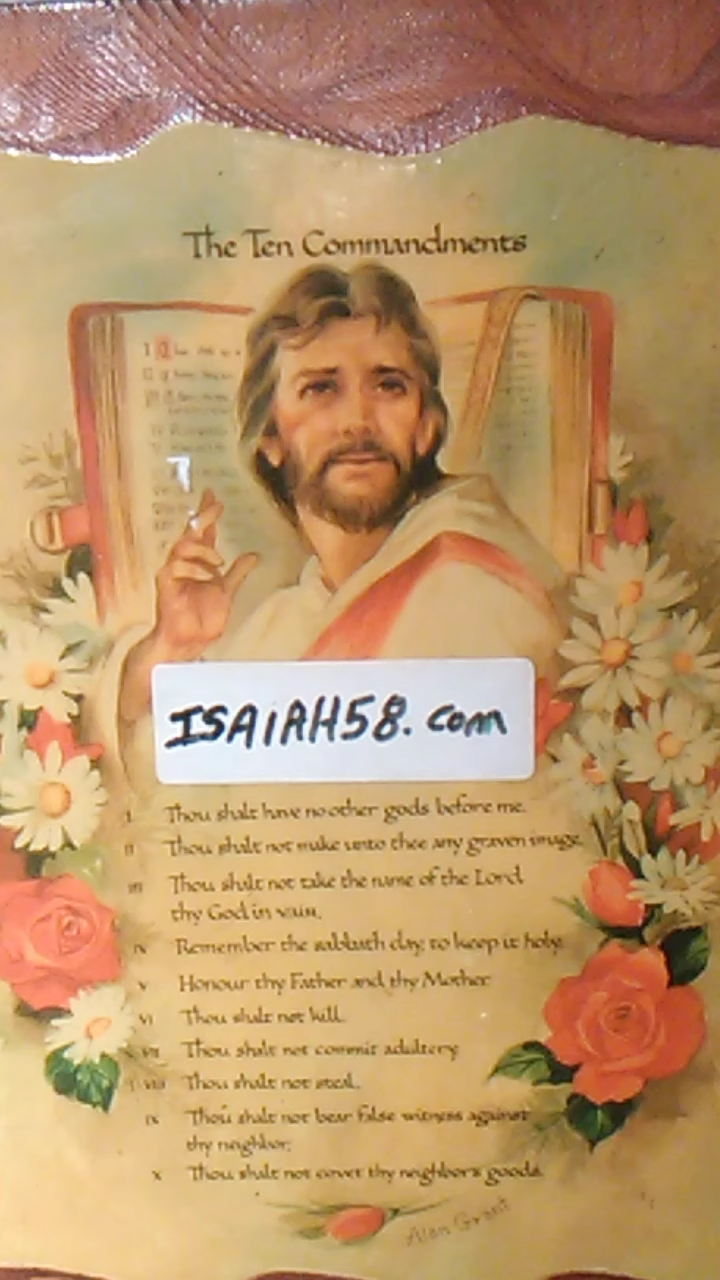 The Ten Commandments
ISAIAH58.com
I Thou shalt have no other gods before me.
II Thou shalt not make unto thee any graven image.
III Thou shalt not take the name of the Lord
thy God in vain.
IV Remember the sabbath day, to keep it holy.
V Honour thy Father and thy Mother
VI Thou shalt not kill.
VII Thou shalt not commit adultery.
VIII Thou shalt not steal.
IX Thou shalt not bear false witness against
thy neighbor.
X Thou shalt not covet thy neighbor's goods.
Alan Grant